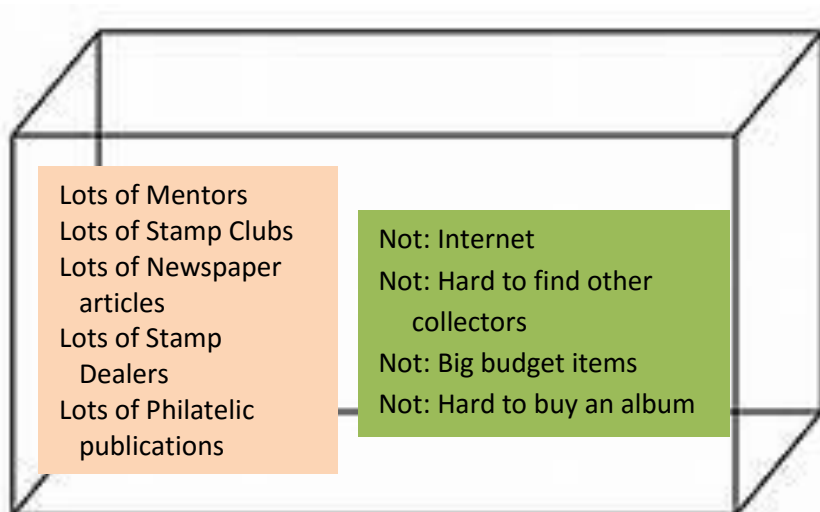 Lots of Mentors
Lots of Stamp Clubs
Lots of Newspaper
articles
Lots of Stamp
Dealers
Lots of Philatelic
publications
Not: Internet
Not: Hard to find other
collectors
Not: Big budget items
Not: Hard to buy an album